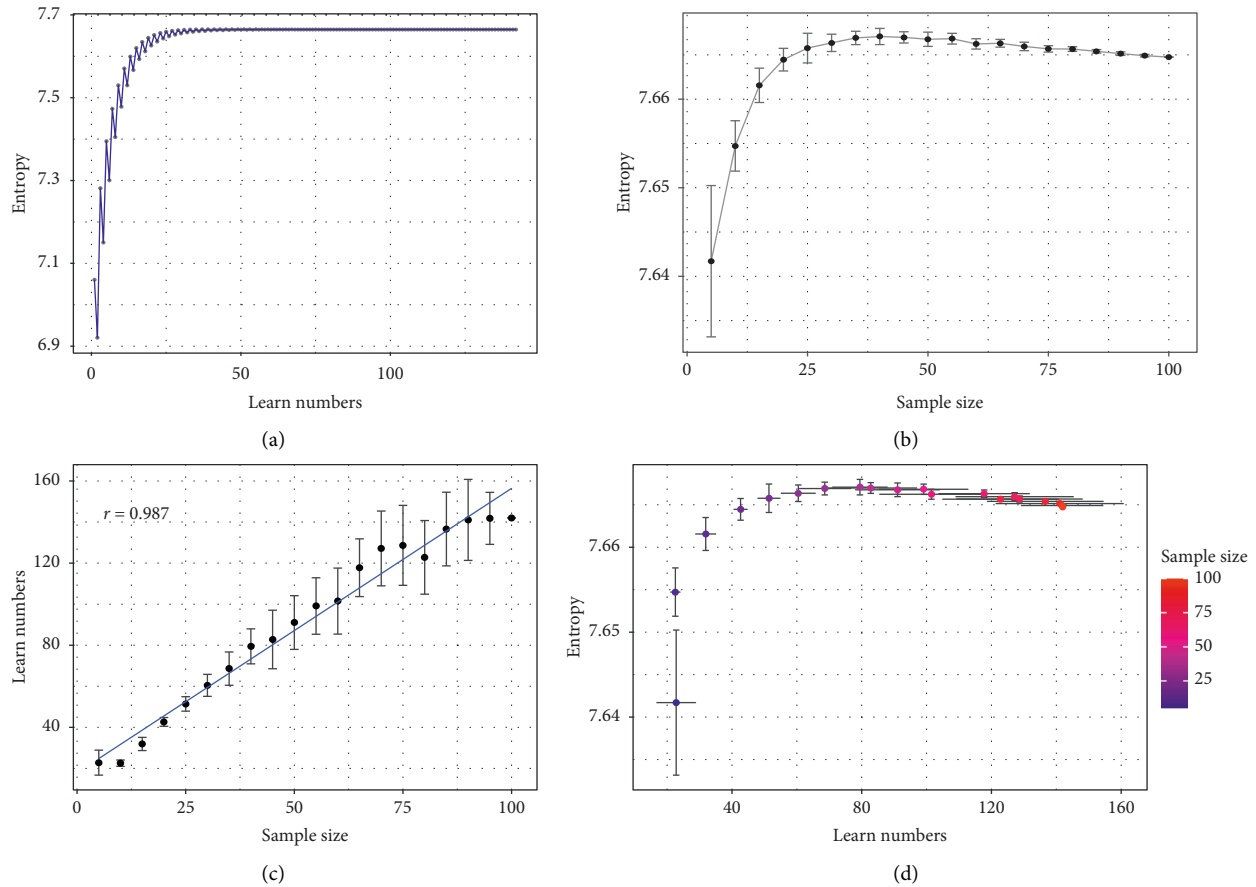 7.7
7.5
7.3
7.1
6.9
Entropy
0 50 100
Learn numbers
(a)
7.66
7.65
7.64
Entropy
0 25 50 75 100
Sample size
(b)
160
120
80
40
Learn numbers
r = 0.987
0 25 50 75 100
Sample size
(c)
7.66
7.65
7.64
Entropy
40 80 120 160
Learn numbers
Sample size
100
75
50
25
(d)